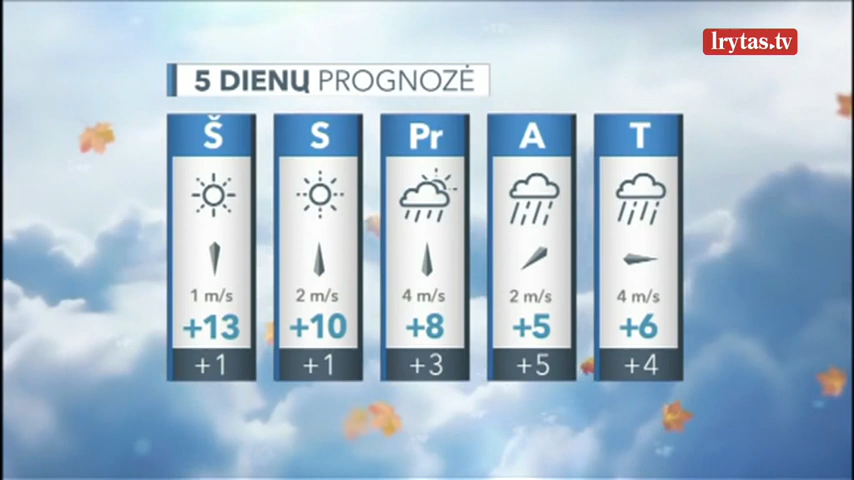 lrytas.tv
5 DIENŲ PROGNOZĖ
Š S Pr A T
1 m/s 2 m/s 4 m/s 2 m/s 4 m/s
+13 +10 +8 +5 +6
+1 +1 +3 +5 +4